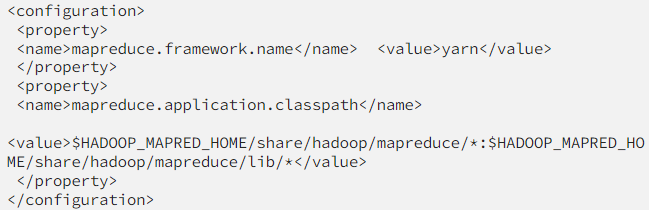 <configuration>
 <property>
 <name>mapreduce.framework.name</name>  <value>yarn</value>
 </property>
 <property>
 <name>mapreduce.application.classpath</name>

<value>$HADOOP_MAPRED_HOME/share/hadoop/mapreduce/*:$HADOOP_MAPRED_HO
ME/share/hadoop/mapreduce/lib/*</value>
 </property>
</configuration>